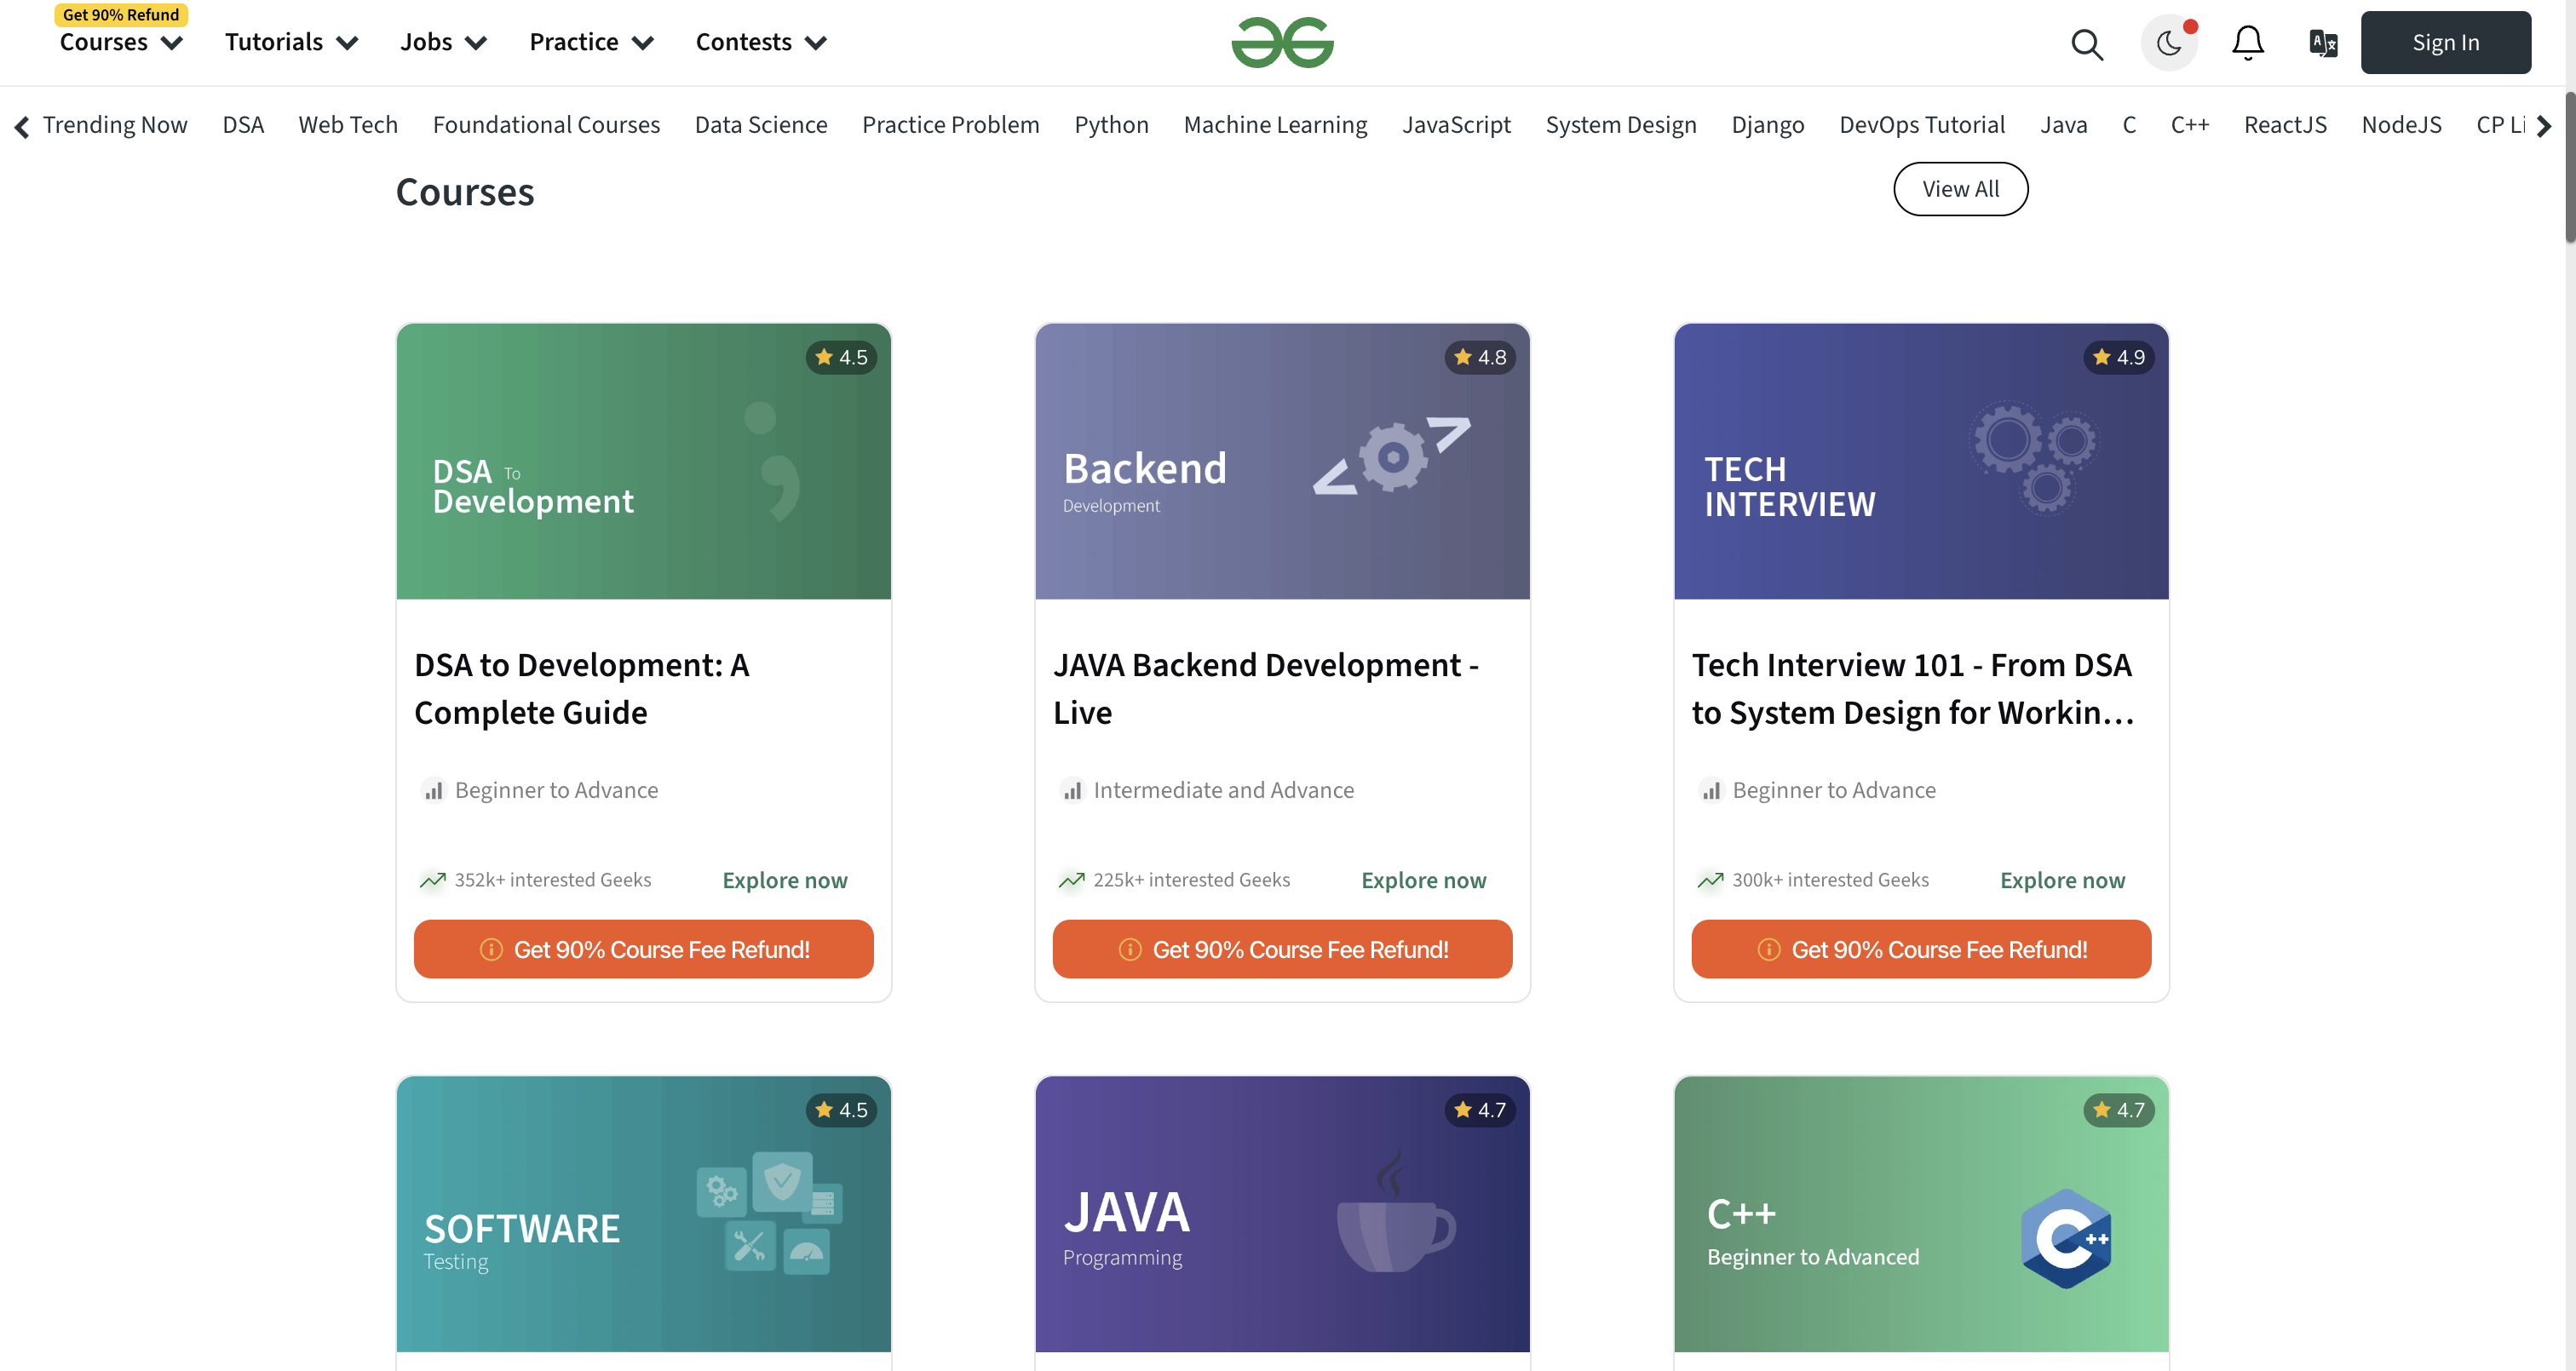 Get 90% Refund
Courses Tutorials Jobs Practice Contests Sign In
Trending Now DSA Web Tech Foundational Courses Data Science Practice Problem Python Machine Learning JavaScript System Design Django DevOps Tutorial Java C C++ ReactJS NodeJS CP Li
Courses View All
4.5
DSA To
Development
DSA to Development: A
Complete Guide
Beginner to Advance
352k+ interested Geeks Explore now
Get 90% Course Fee Refund!
4.8
Backend
Development
JAVA Backend Development -
Live
Intermediate and Advance
225k+ interested Geeks Explore now
Get 90% Course Fee Refund!
4.9
TECH
INTERVIEW
Tech Interview 101 - From DSA
to System Design for Workin...
Beginner to Advance
300k+ interested Geeks Explore now
Get 90% Course Fee Refund!
4.5
SOFTWARE
Testing
4.7
JAVA
Programming
4.7
C++
Beginner to Advanced
C++